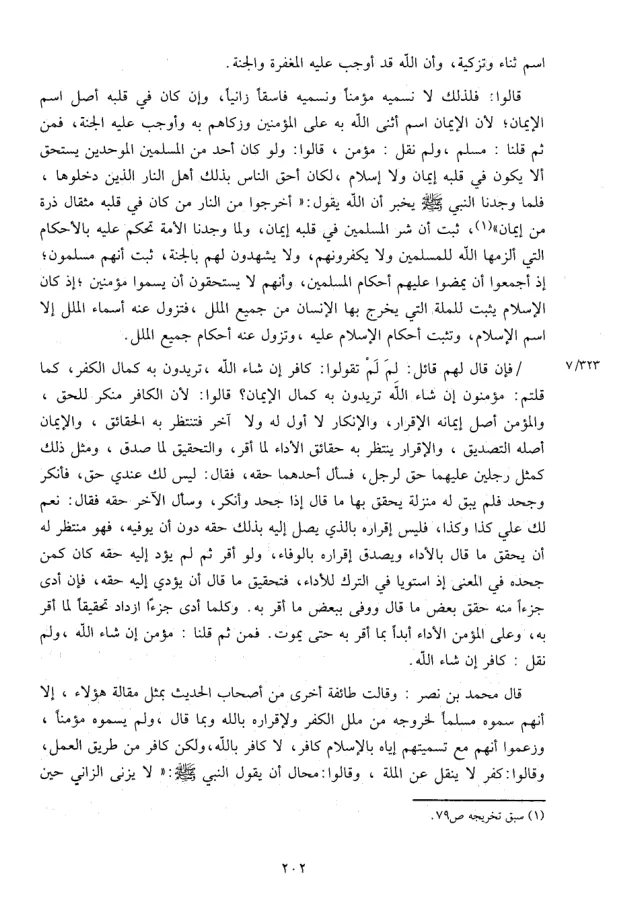 اسم ثناء وتزكية، وأن اللّه قد أوجب عليه المغفرة والجنة.
قالوا: فلذلك لا نسميه مؤمناً ونسميه فاسقاً زانياً، وإن كان في قلبه أصل اسم
الإيمان؛ لأن الإيمان اسم أثنى اللّه به على المؤمنين وزكاهم به وأوجب عليه الجنة، فمن
ثم قلنا : مسلم ،ولم نقل : مؤمن ، قالوا: ولو كان أحد من المسلمين الموحدين يستحق
ألا يكون في قلبه إيمان ولا إسلام ،لكان أحق الناس بذلك أهل النار الذين دخلوها ،
فلما وجدنا النبي ﷺ يخبر أن اللّه يقول:« أخرجوا من النار من كان في قلبه مثقال ذرة
من إيمان»(١)، ثبت أن شر المسلمين في قلبه إيمان، ولما وجدنا الأمة تحكم عليه بالأحكام
التي ألزمها اللّه للمسلمين ولا يكفرونهم، ولا يشهدون لهم بالجنة، ثبت أنهم مسلمون؛
إذ أجمعوا أن يمضوا عليهم أحكام المسلمين، وأنهم لا يستحقون أن يسموا مؤمنين ؛إذ كان
الإسلام يثبت للملة التي يخرج بها الإنسان من جميع الملل ،فتزول عنه أسماء الملل إلا
اسم الإسلام، وتثبت أحكام الإسلام عليه ،وتزول عنه أحكام جميع الملل.
٧/٣٢٣ / فإن قال لهم قائل: لِمَ لَمْ تقولوا: كافر إن شاء اللّه ،تريدون به كمال الكفر، كما
قلتم: مؤمنون إن شاء اللَّه تريدون به كمال الإيمان؟ قالوا: لأن الكافر منكر للحق ،
والمؤمن أصل إيمانه الإقرار، والإنكار لا أول له ولا آخر فتنتظر به الحقائق ، والإيمان
أصله التصديق ، والإقرار ينتظر به حقائق الأداء لما أقر، والتحقيق لما صدق ، ومثل ذلك
كمثل رجلين عليهما حق لرجل، فسأل أحدهما حقه، فقال: ليس لك عندي حق، فأنكر
وجحد فلم يبق له منزلة يحقق بها ما قال إذا جحد وأنكر، وسأل الآخر حقه فقال: نعم
لك علي كذا وكذا، فليس إقراره بالذي يصل إليه بذلك حقه دون أن يوفيه، فهو منتظر له
أن يحقق ما قال بالأداء ويصدق إقراره بالوفاء، ولو أقر ثم لم يؤد إليه حقه كان كمن
جحده في المعنى إذ استويا في الترك للأداء، فتحقيق ما قال أن يؤدي إليه حقه، فإن أدى
جزءاً منه حقق بعض ما قال ووفى ببعض ما أقر به. وكلما أدى جزءًا ازداد تحقيقاً لما أقر
به، وعلى المؤمن الأداء أبداً بما أقر به حتى يموت. فمن ثم قلنا : مؤمن إن شاء اللّه ،ولم
نقل : كافر إن شاء اللّه.
قال محمد بن نصر : وقالت طائفة أخرى من أصحاب الحديث بمثل مقالة هؤلاء ، إلا
أنهم سموه مسلماً لخروجه من ملل الكفر ولإقراره بالله وبما قال ،ولم يسموه مؤمناً ،
وزعموا أنهم مع تسميتهم إياه بالإسلام كافر، لا كافر بالله،ولكن كافر من طريق العمل،
وقالوا:كفر لا ينقل عن الملة ، وقالوا:محال أن يقول النبي ﷺ:« لا يزنى الزاني حين
(١) سبق تخريجه ص٧٩.
٢٠٢